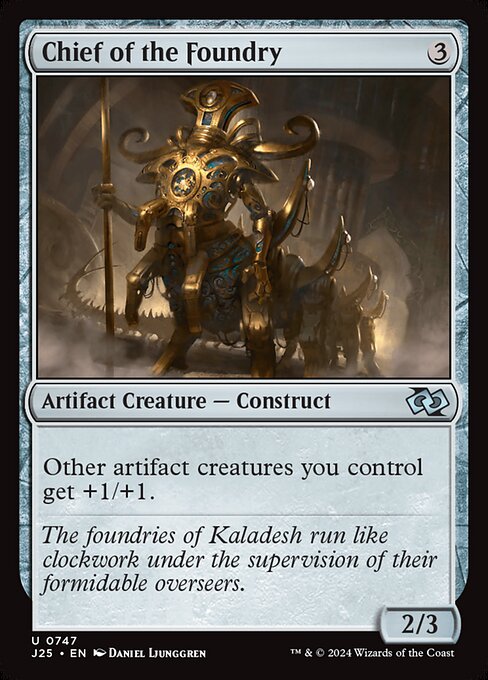 Chief of the Foundry 3
Artifact Creature — Construct
Other artifact creatures you control
get +1/+1.
The foundries of Kaladesh run like
clockwork under the supervision of their
formidable overseers.
2/3
U 0747
J25 • EN Daniel Ljunggren ™ & © 2024 Wizards of the Coast